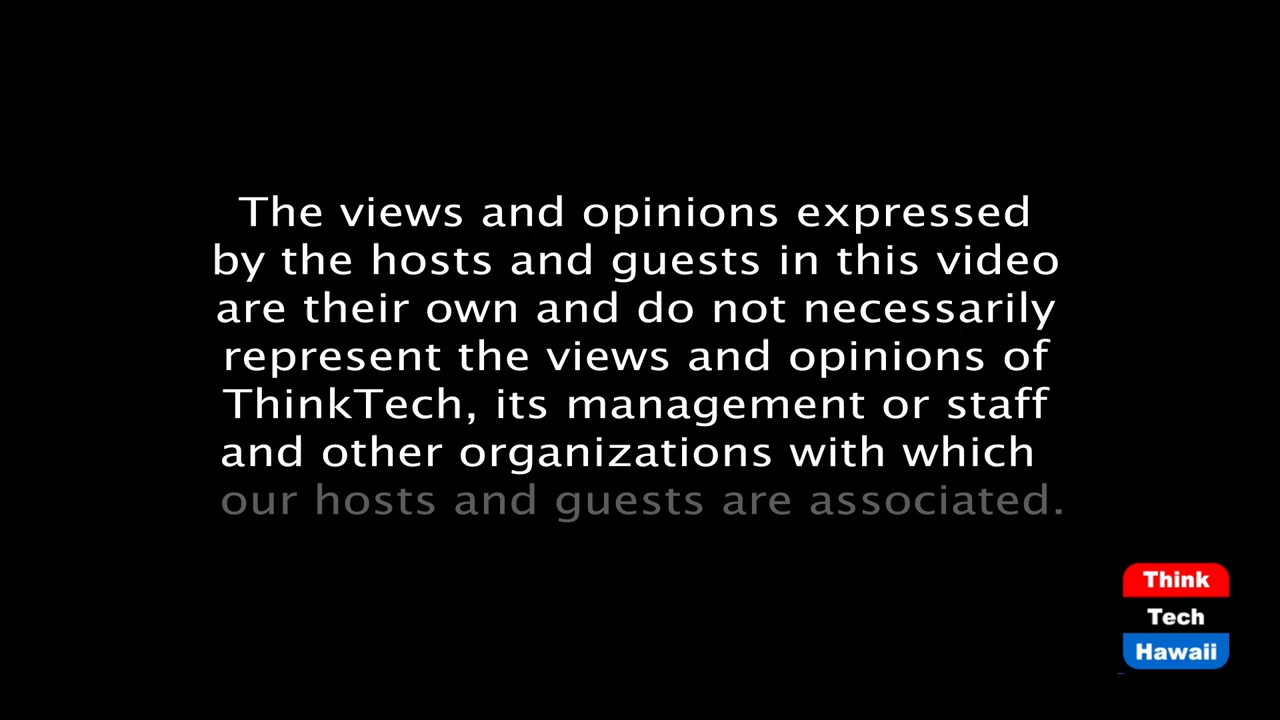 The views and opinions expressed
by the hosts and guests in this video
are their own and do not necessarily
represent the views and opinions of
ThinkTech, its management or staff
and other organizations with which
our hosts and guests are associated.
Think
Tech
Hawaii